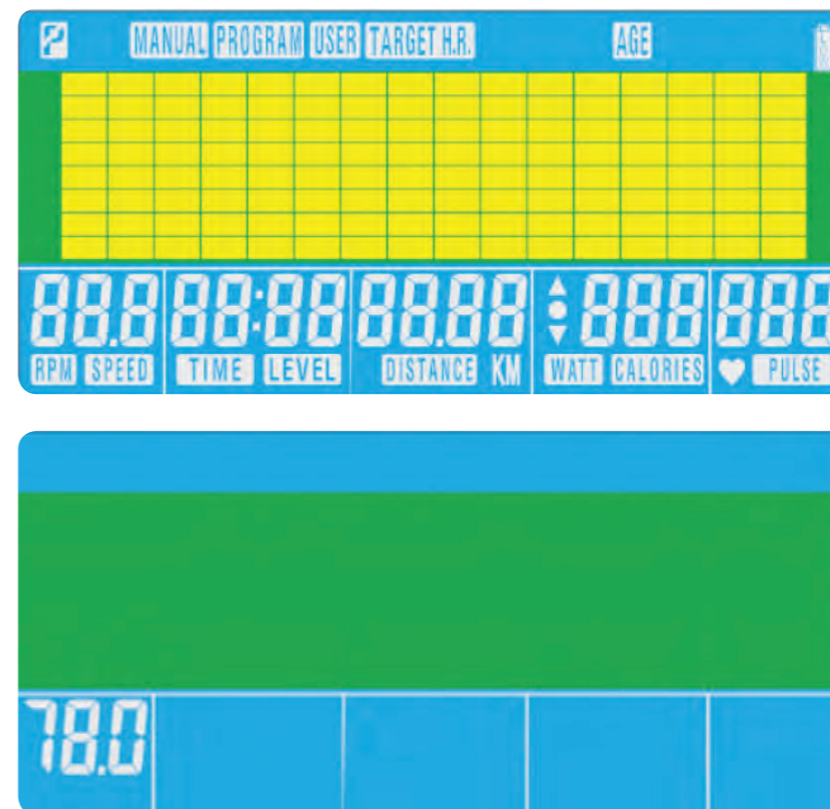 P MANUAL PROGRAM USER TARGET H.R. AGE
88.8 88:88 88.88 888 888
RPM SPEED TIME LEVEL DISTANCE KM WATT CALORIES PULSE
78.0